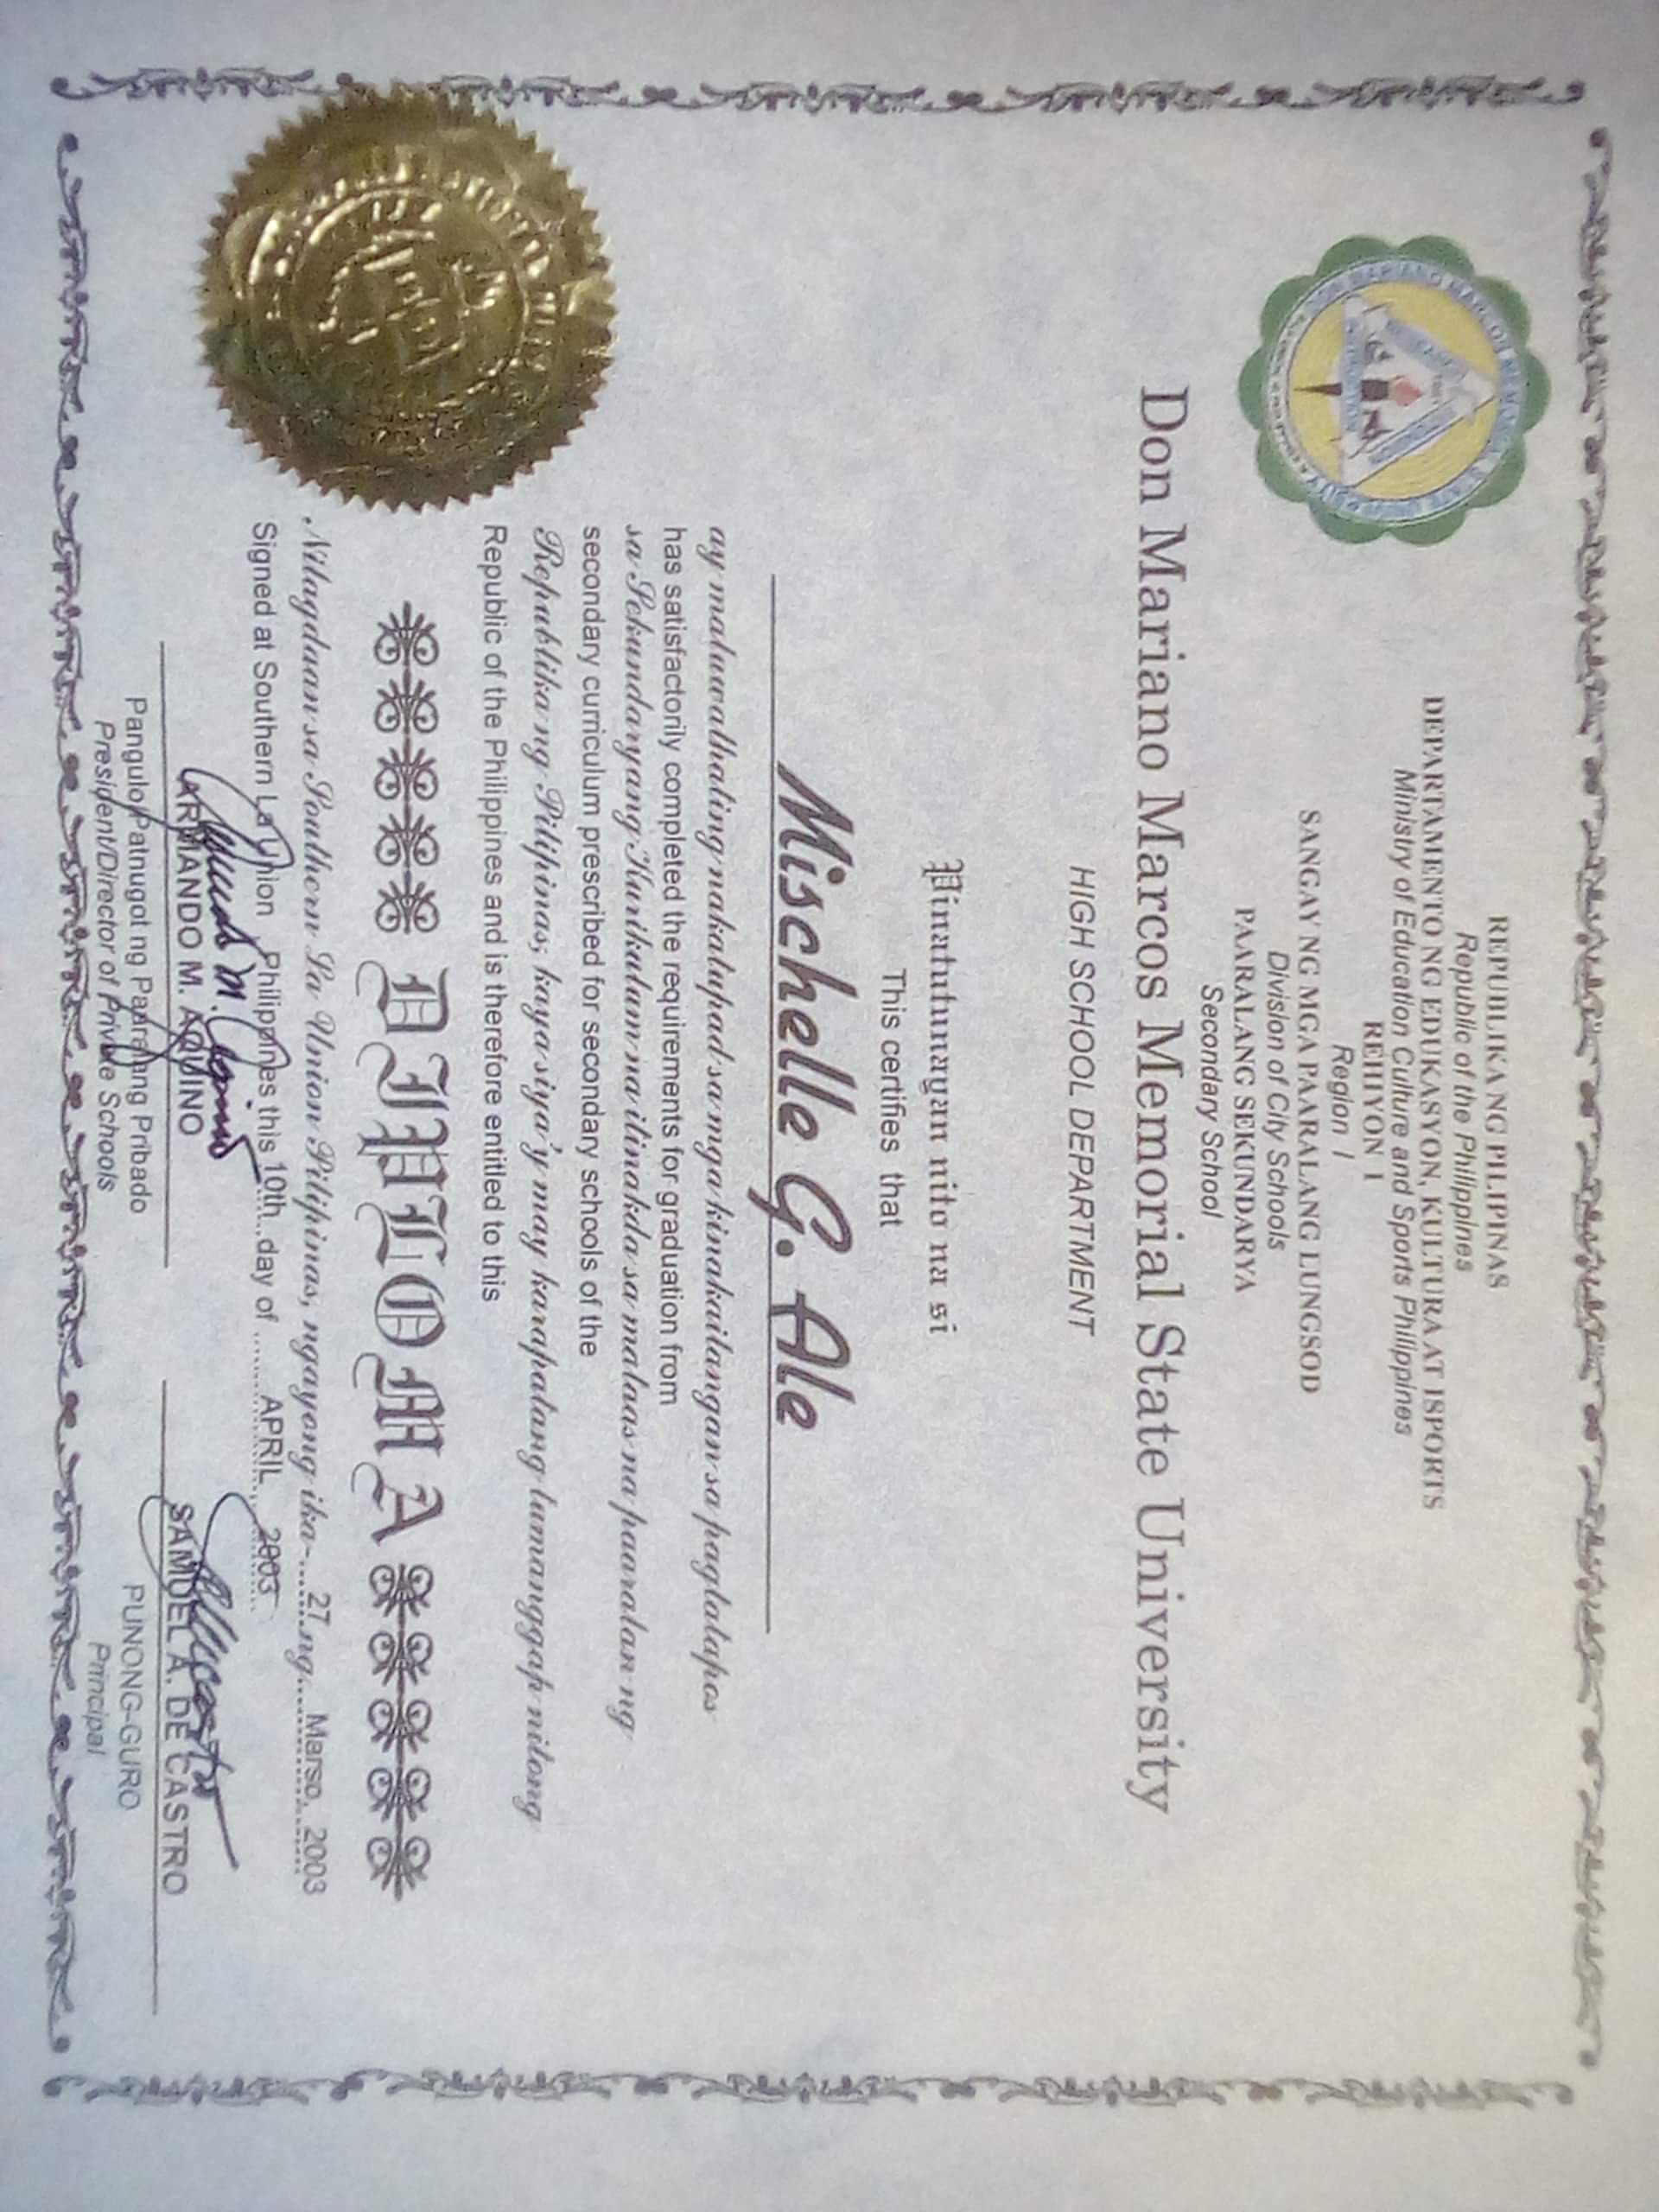 REPUBLIKA NG PILIPINAS
Republic of the Philippines
DEPARTAMENTO NG EDUKASYON, KULTURA AT ISPORTS
Ministry of Education Culture and Sports Philippines
REHIYON I
Region I
SANGAY NG MGA PAARALANG LUNGSOD
Division of City Schools
PAARALANG SEKUNDARYA
Secondary School
Don Mariano Marcos Memorial State University
HIGH SCHOOL DEPARTMENT
Pinatutunayan nito na si
This certifies that
Mischelle G. Ale
ay maluwalhating nakatupad sa mga kinakailangan sa pagtatapos
has satisfactorily completed the requirements for graduation from
sa Sekundaryang Kurikulum na itinakda sa mataas na paaralan ng
secondary curriculum prescribed for secondary schools of the
Republika ng Pilipinas; kaya siya'y may karapatang tumanggap nitong
Republic of the Philippines and is therefore entitled to this
DIPLOMA
Nilagdaan sa Southern La Union Pilipinas, ngayong ika-......27..ng....... Marso, 2003
Signed at Southern La Union Philippines this 10th...day of ........ APRIL .... 2003
ARMANDO M. AQUINO SAMUEL A. DE CASTRO
Pangulo/Patnugot ng Paaralang Pribado PUNONG-GURO
President/Director of Private Schools Principal